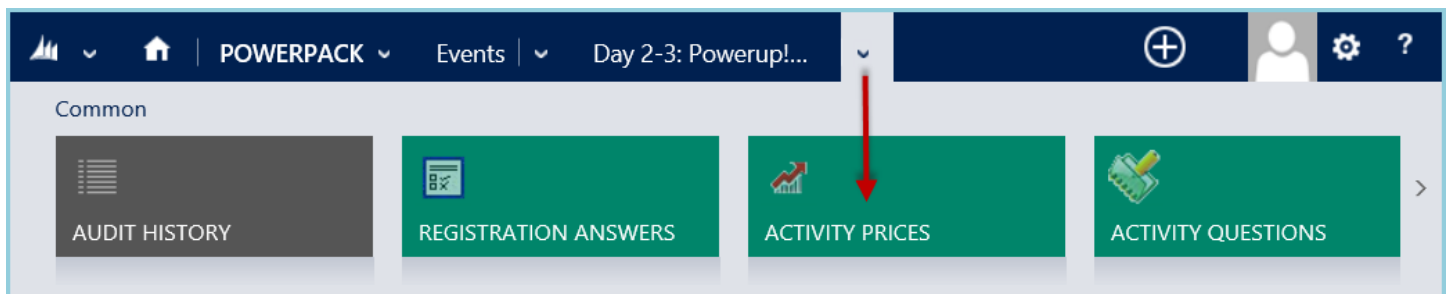 POWERPACK Events Day 2-3: Powerup!... ?
Common
AUDIT HISTORY REGISTRATION ANSWERS ACTIVITY PRICES ACTIVITY QUESTIONS